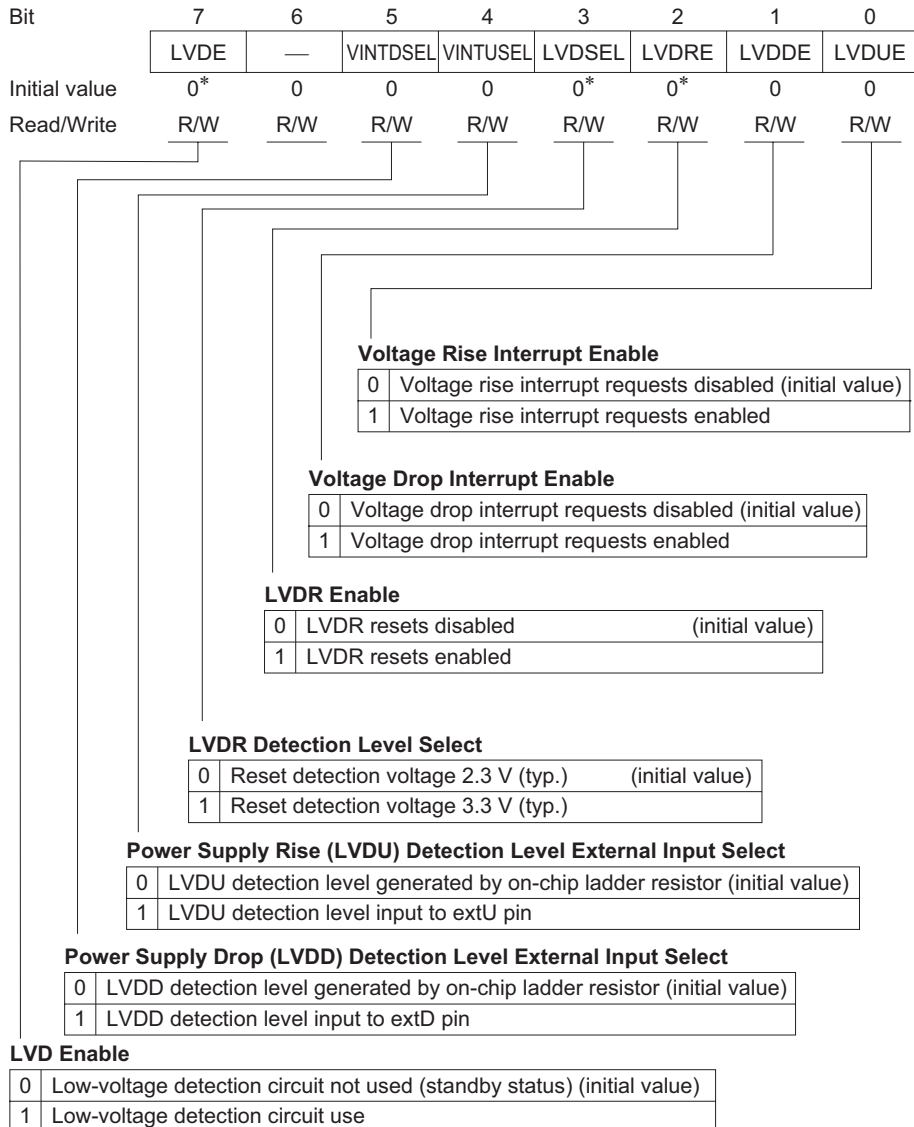 Bit 7 6 5 4 3 2 1 0
LVDE — VINTDSEL VINTUSEL LVDSEL LVDRE LVDDE LVDUE
Initial value 0* 0 0 0 0* 0* 0 0
Read/Write R/W R/W R/W R/W R/W R/W R/W R/W
Voltage Rise Interrupt Enable
0 Voltage rise interrupt requests disabled (initial value)
1 Voltage rise interrupt requests enabled
Voltage Drop Interrupt Enable
0 Voltage drop interrupt requests disabled (initial value)
1 Voltage drop interrupt requests enabled
LVDR Enable
0 LVDR resets disabled (initial value)
1 LVDR resets enabled
LVDR Detection Level Select
0 Reset detection voltage 2.3 V (typ.) (initial value)
1 Reset detection voltage 3.3 V (typ.)
Power Supply Rise (LVDU) Detection Level External Input Select
0 LVDU detection level generated by on-chip ladder resistor (initial value)
1 LVDU detection level input to extU pin
Power Supply Drop (LVDD) Detection Level External Input Select
0 LVDD detection level generated by on-chip ladder resistor (initial value)
1 LVDD detection level input to extD pin
LVD Enable
0 Low-voltage detection circuit not used (standby status) (initial value)
1 Low-voltage detection circuit use